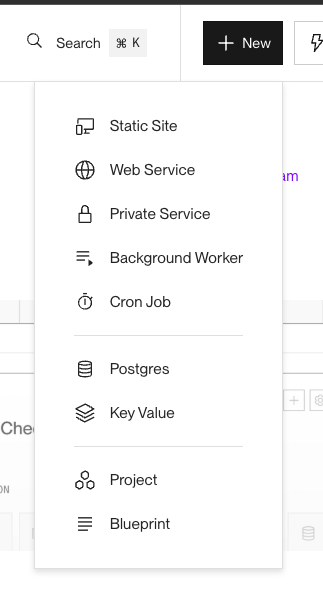 Search ⌘ K
New
Static Site
Web Service
am
Private Service
Background Worker
Cron Job
Postgres
Key Value
Chec
Project
ON
Blueprint